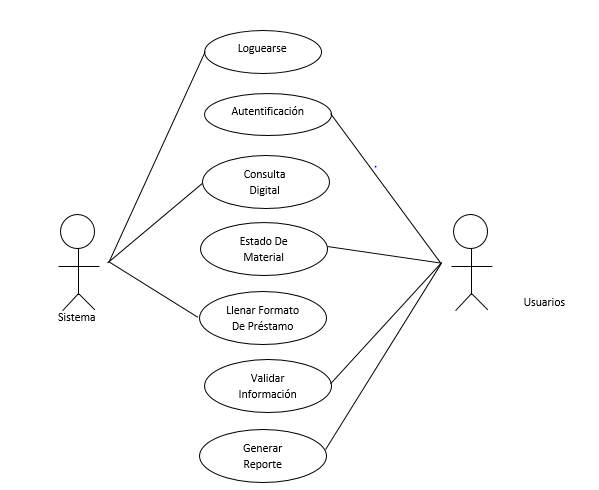 Loguearse
Autentificación
Consulta
Digital
Estado De
Material
Sistema
Usuarios
Llenar Formato
De Préstamo
Validar
Información
Generar
Reporte